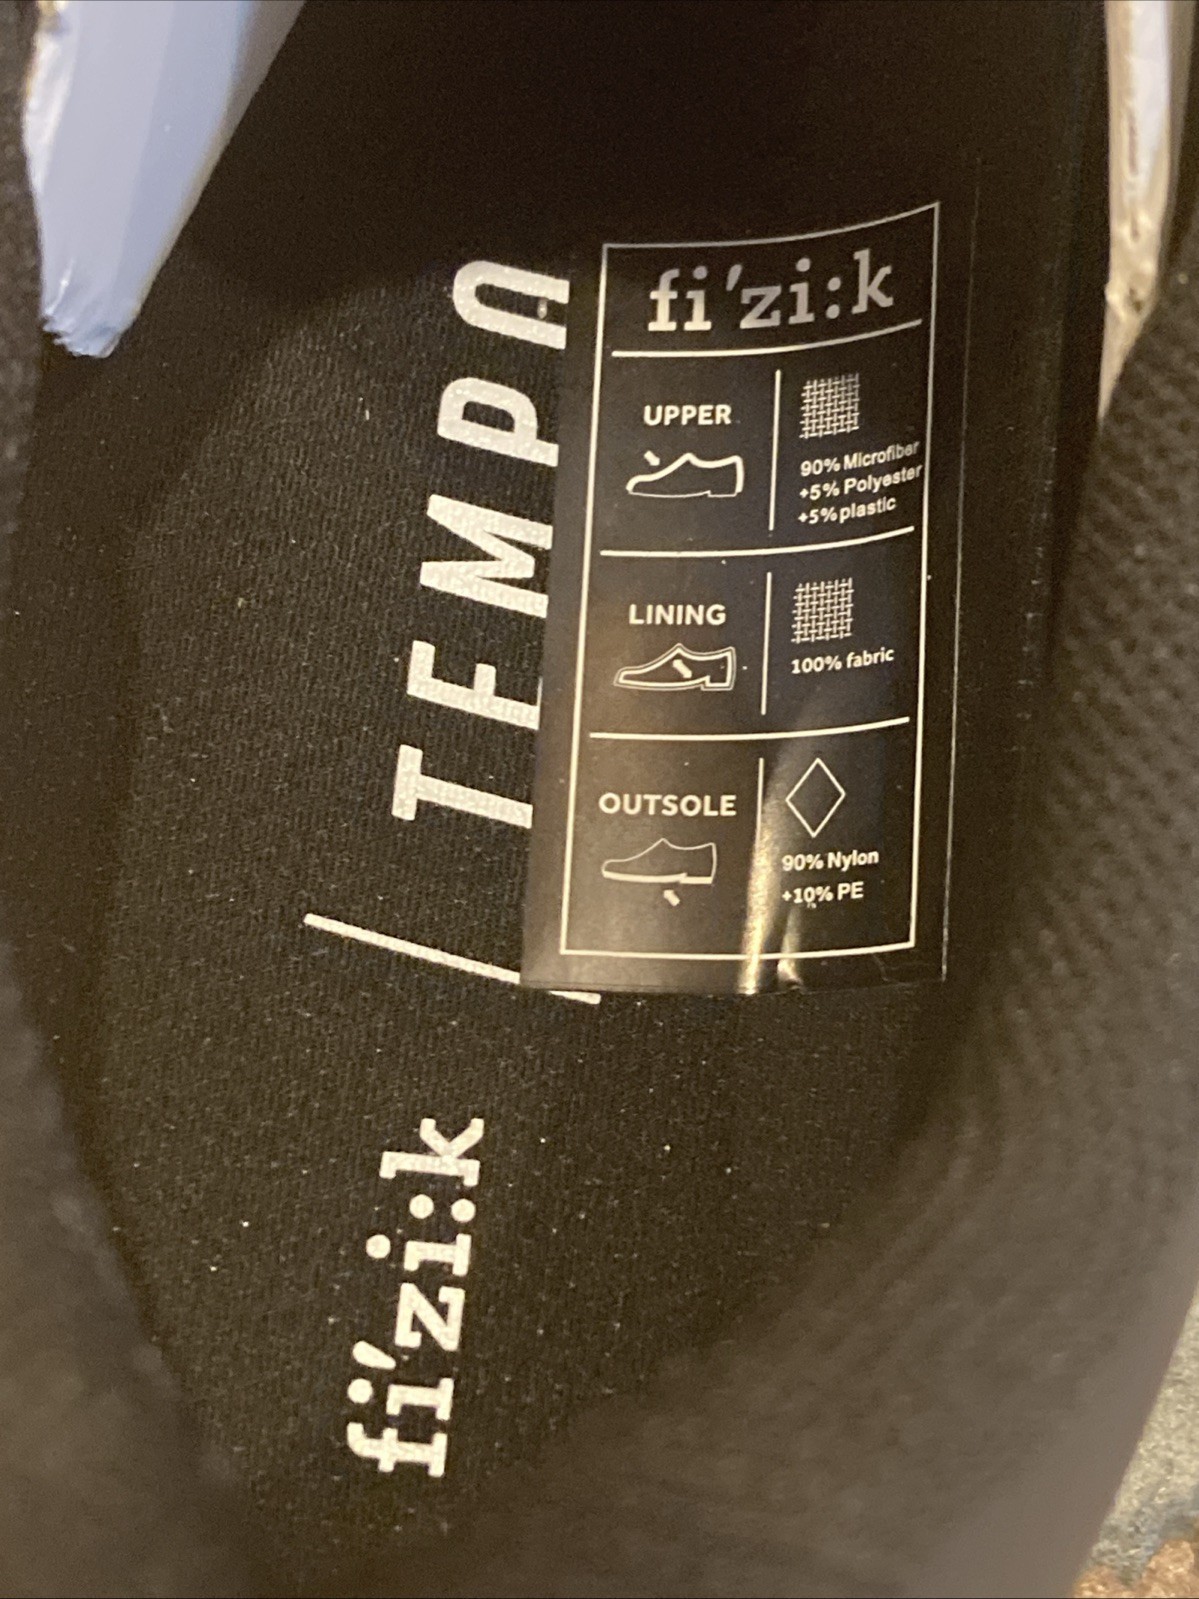 fi'zi:k
UPPER
90% Microfiber
+5% Polyester
+5% plastic
LINING
100% fabric
OUTSOLE
90% Nylon
+10% PE
fi'zi:k / TEMPO